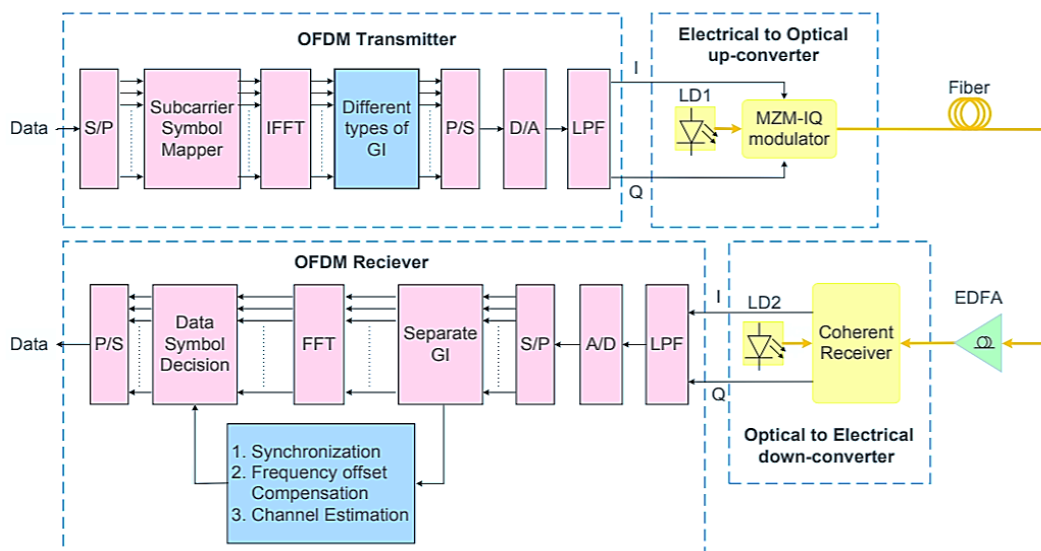 OFDM Transmitter
Data
S/P
Subcarrier
Symbol
Mapper
IFFT
Different
types of
GI
P/S
D/A
LPF
I
Q
Electrical to Optical
up-converter
LD1
MZM-IQ
modulator
Fiber
OFDM Reciever
Data
P/S
Data
Symbol
Decision
FFT
Separate
GI
S/P
A/D
LPF
I
Q
LD2
Coherent
Receiver
EDFA
Optical to Electrical
down-converter
1. Synchronization
2. Frequency offset
Compensation
3. Channel Estimation